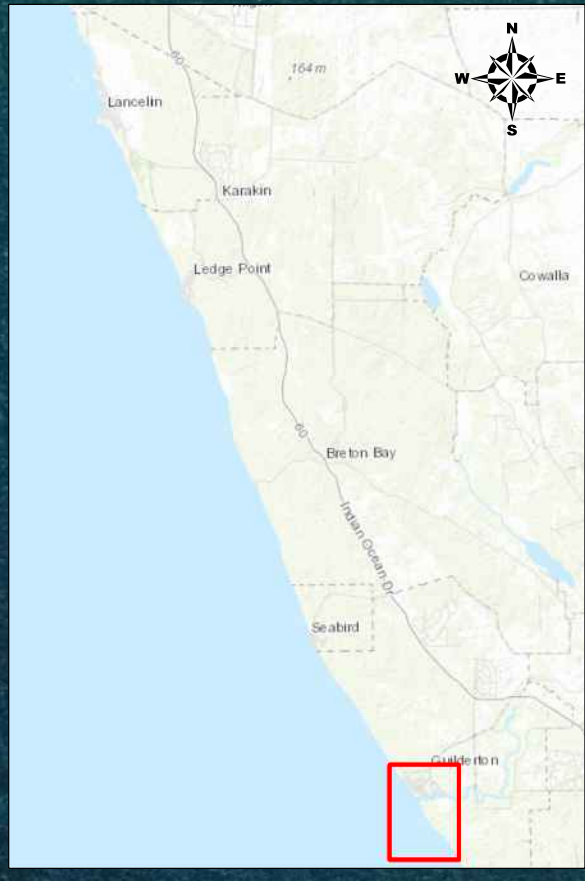 N
60
164 m
W
E
Lancelin
S
Karakin
Ledge Point
Cowalla
60
Breton Bay
Indian Ocean Dr
Seabird
Guilderton